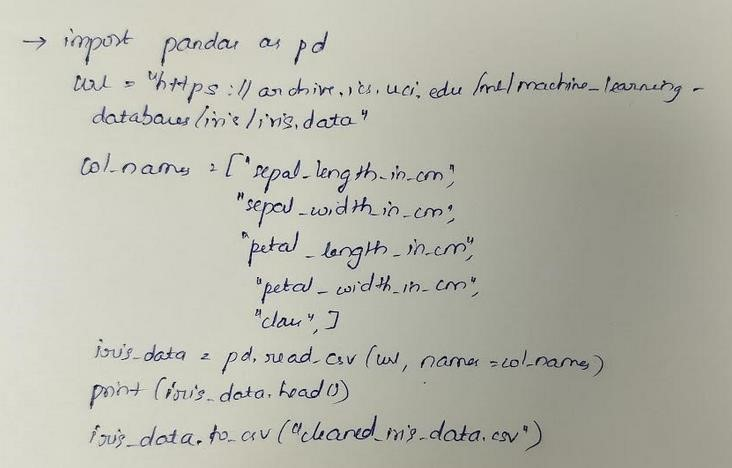 → import pandas as pd
url = "https://archive.ics.uci.edu/ml/machine_learning-
databases/iris/iris.data"
col_names = ["sepal_length_in_cm",
"sepal_width_in_cm",
"petal_length_in_cm",
"petal_width_in_cm",
"class",]
iris_data = pd.read_csv(url, names=col_names)
print(iris_data.head())
iris_data.to_csv("cleaned_iris_data.csv")